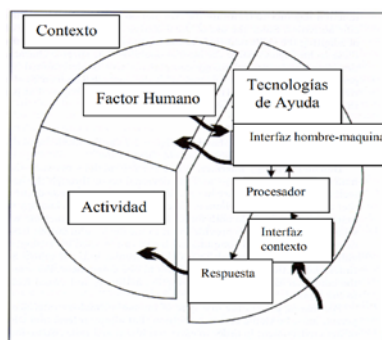 Contexto
Factor Humano
Tecnologías
de Ayuda
Interfaz hombre-maquina
Procesador
Actividad
Interfaz
contexto
Respuesta